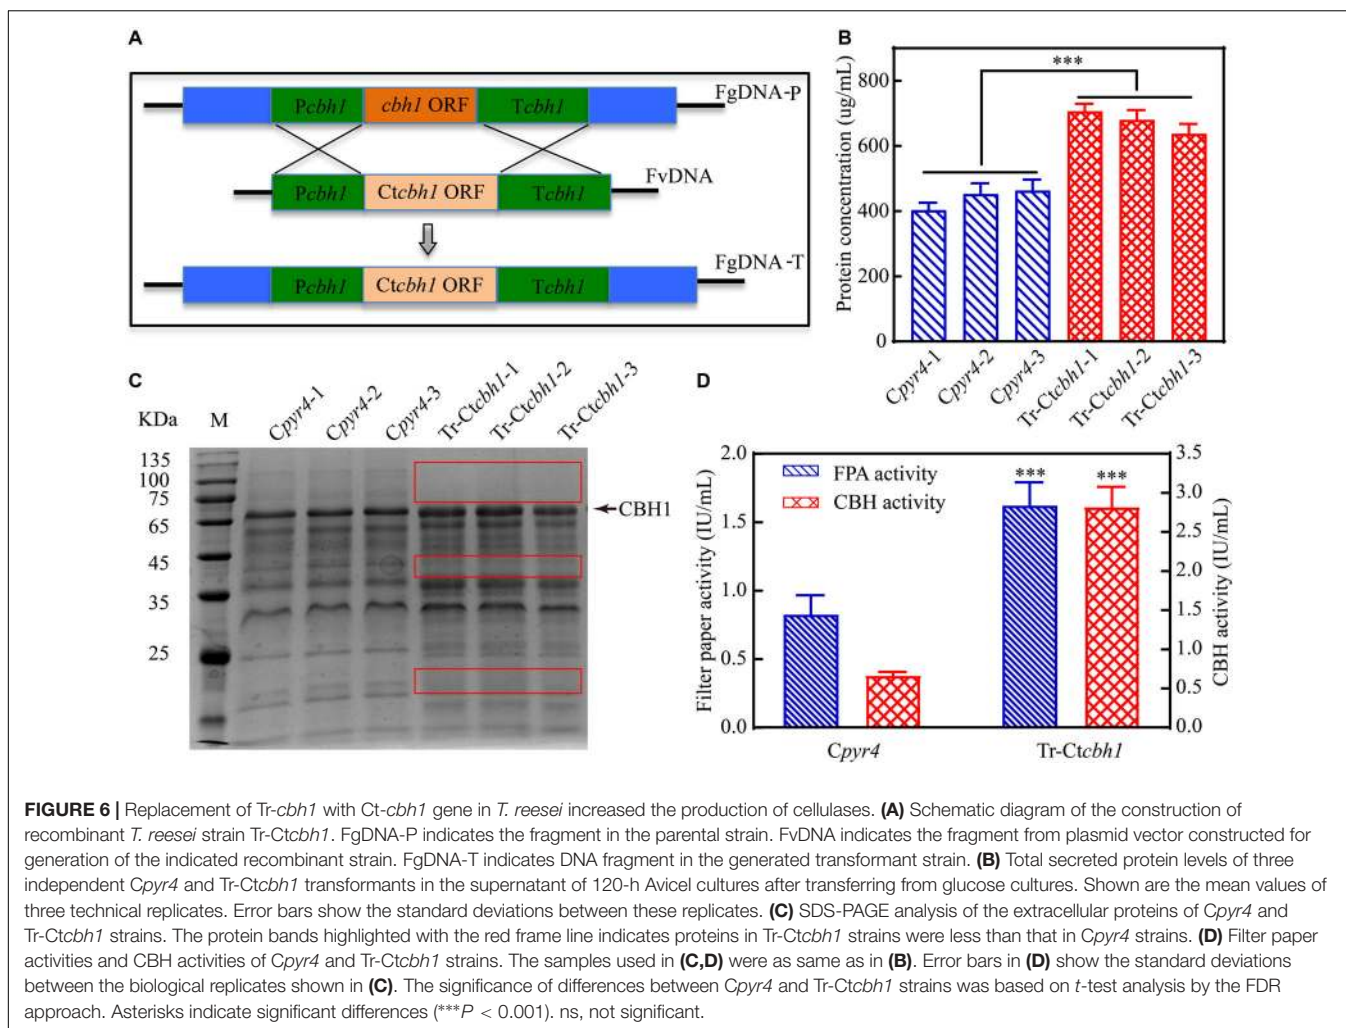 A
Pcbh1 cbh1 ORF Tcbh1 FgDNA-P
Pcbh1 Ctcbh1 ORF Tcbh1 FvDNA
Pcbh1 Ctcbh1 ORF Tcbh1 FgDNA-T
B
Protein concentration (ug/mL)
800
600
400
200
0
***
Cpyr4-1 Cpyr4-2 Cpyr4-3 Tr-Ctcbh1-1 Tr-Ctcbh1-2 Tr-Ctcbh1-3
C
KDa M Cpyr4-1 Cpyr4-2 Cpyr4-3 Tr-Ctcbh1-1 Tr-Ctcbh1-2 Tr-Ctcbh1-3
135
100
75
65
45
35
25
CBH1
D
Filter paper activity (IU/mL)
2.0
1.5
1.0
0.5
0.0
FPA activity
CBH activity
*** ***
3.5
3.0
2.5
2.0
1.5
1.0
0.5
0.0
CBH activity (IU/mL)
Cpyr4 Tr-Ctcbh1
FIGURE 6 | Replacement of Tr-cbh1 with Ct-cbh1 gene in T. reesei increased the production of cellulases. (A) Schematic diagram of the construction of
recombinant T. reesei strain Tr-Ctcbh1. FgDNA-P indicates the fragment in the parental strain. FvDNA indicates the fragment from plasmid vector constructed for
generation of the indicated recombinant strain. FgDNA-T indicates DNA fragment in the generated transformant strain. (B) Total secreted protein levels of three
independent Cpyr4 and Tr-Ctcbh1 transformants in the supernatant of 120-h Avicel cultures after transferring from glucose cultures. Shown are the mean values of
three technical replicates. Error bars show the standard deviations between these replicates. (C) SDS-PAGE analysis of the extracellular proteins of Cpyr4 and
Tr-Ctcbh1 strains. The protein bands highlighted with the red frame line indicates proteins in Tr-Ctcbh1 strains were less than that in Cpyr4 strains. (D) Filter paper
activities and CBH activities of Cpyr4 and Tr-Ctcbh1 strains. The samples used in (C,D) were as same as in (B). Error bars in (D) show the standard deviations
between the biological replicates shown in (C). The significance of differences between Cpyr4 and Tr-Ctcbh1 strains was based on t-test analysis by the FDR
approach. Asterisks indicate significant differences (***P < 0.001). ns, not significant.